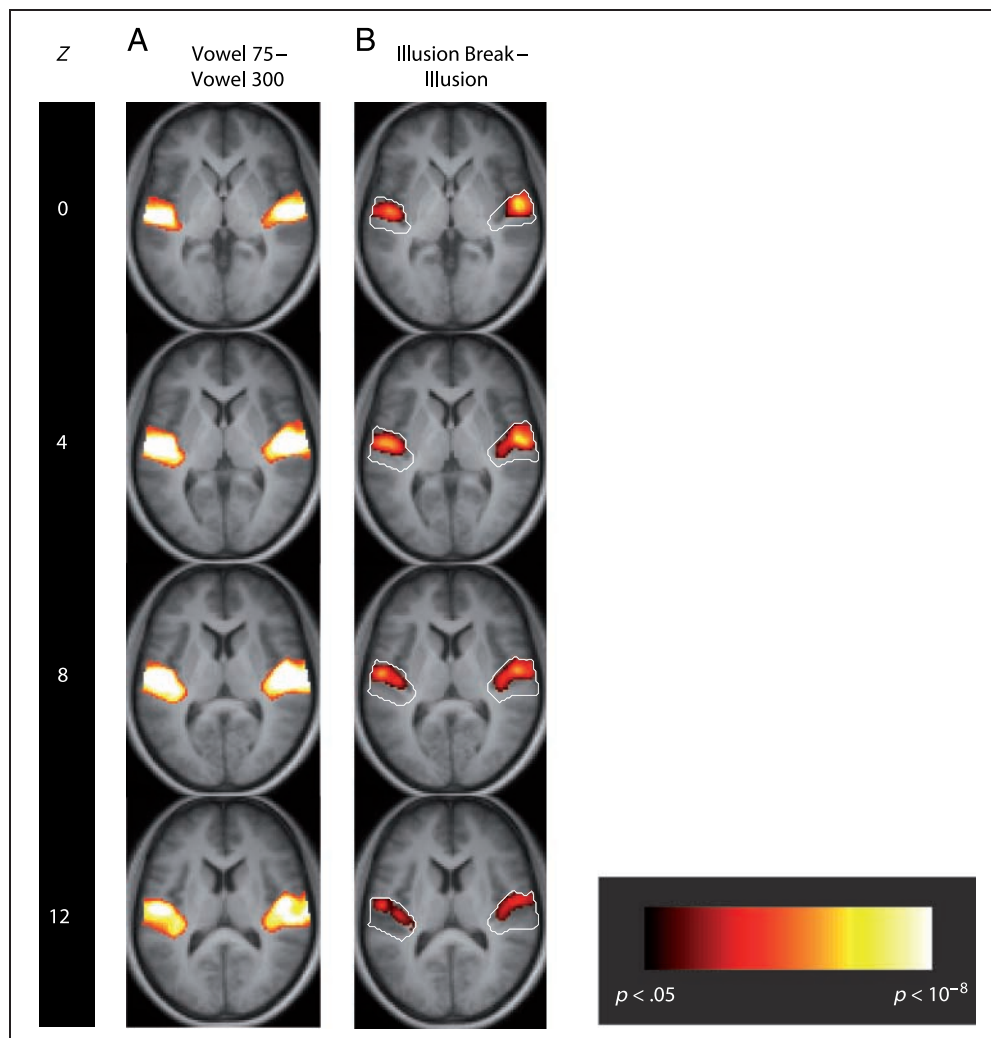 Z
A
Vowel 75–
Vowel 300
B
Illusion Break–
Illusion
0
4
8
12
p < .05
p < 10⁻⁸